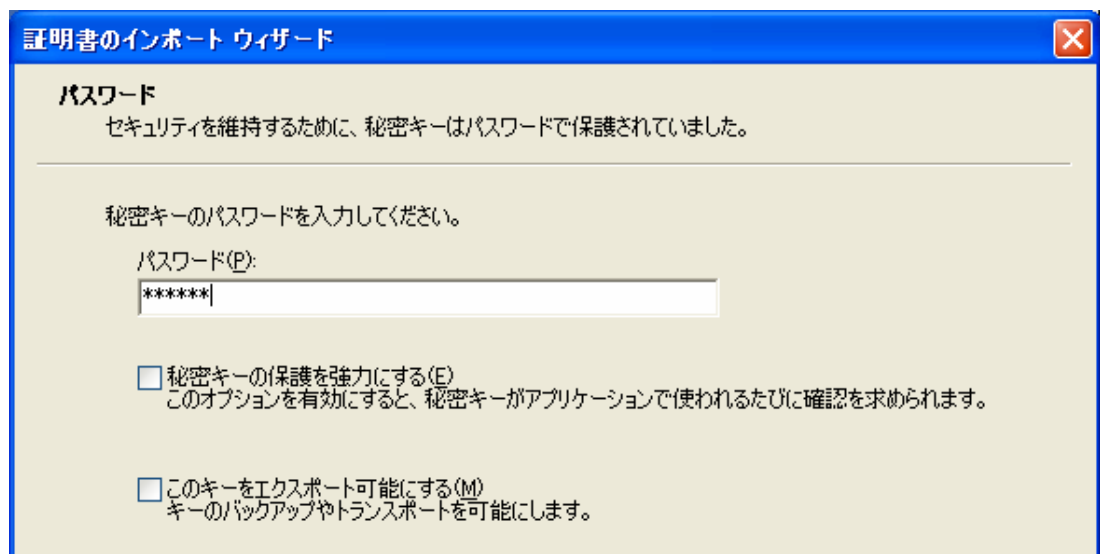 証明書のインポート ウィザード
パスワード
セキュリティを維持するために、秘密キーはパスワードで保護されていました。
秘密キーのパスワードを入力してください。
パスワード(P):
******
秘密キーの保護を強力にする(E)
このオプションを有効にすると、秘密キーがアプリケーションで使われるたびに確認を求められます。
このキーをエクスポート可能にする(M)
キーのバックアップやトランスポートを可能にします。